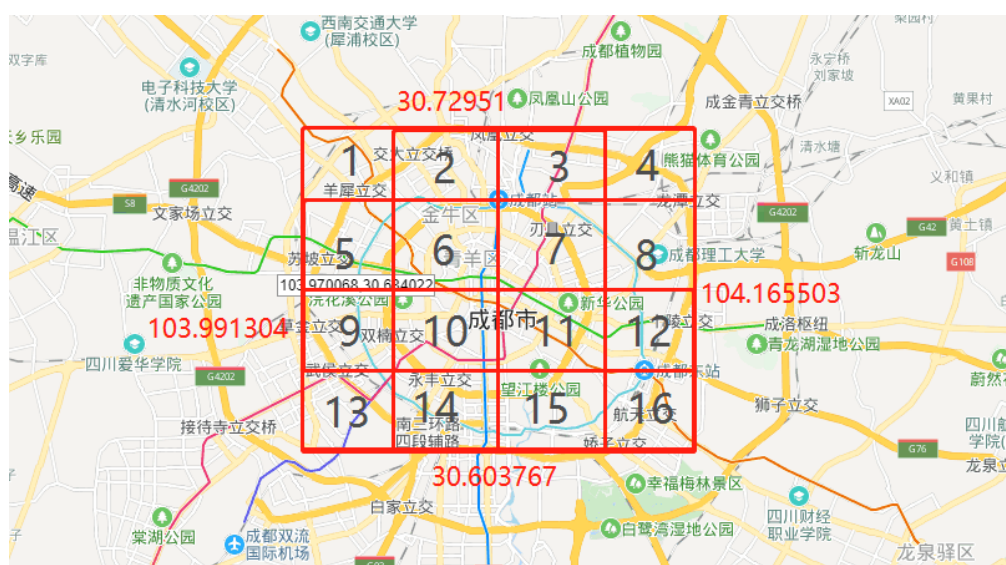 西南交通大学
(犀浦校区)
成都植物园
双字库
永宁桥
刘家坡
电子科技大学
(清水河校区)
30.72951
凤凰山公园
成金青立交桥
XA02
黄果村
凤凰立交
1
交大立交桥
2
3
4
熊猫体育公园
清水塘
羊犀立交
义和镇
高速
G4202
S8
文家场立交
成都站
龙潭立交
G4202
金牛区
刃具立交
G42
黄土镇
温江区
苏坡立交
5
6
青羊区
7
8
成都理工大学
斩龙山
G108
非物质文化
遗产国家公园
103.970068,30.684022
浣花溪公园
新华公园
104.165503
103.991304
草金立交
9
双楠立交
10
成都市
11
12
十陵立交
成洛枢纽
青龙湖湿地公园
四川爱华学院
G4202
武侯立交
永丰立交
望江楼公园
成都东站
13
14
15
16
航天立交
狮子立交
接待寺立交桥
南三环路
四段辅路
娇子立交
G76
30.603767
幸福梅林景区
白家立交
四川财经
职业学院
棠湖公园
成都双流
国际机场
白鹭湾湿地公园
龙泉驿区